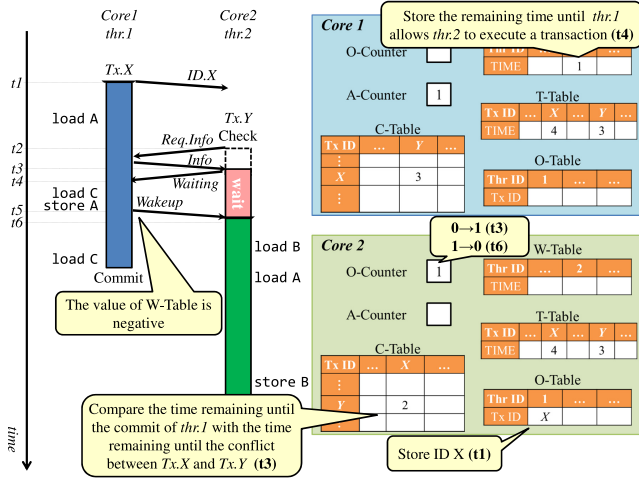 Core1
thr.1
Core2
thr.2
t1
Tx.X
ID.X
load A
Tx.Y
Check
t2
Req.Info
t3
Info
t4
Waiting
wait
load C
store A
t5
Wakeup
t6
load B
load C
Commit
load A
The value of W-Table is
negative
store B
Compare the time remaining until
the commit of thr.1 with the time
remaining until the conflict
between Tx.X and Tx.Y (t3)
time
Store the remaining time until thr.1
allows thr.2 to execute a transaction (t4)
Core 1
O-Counter
Thr ID … 2 …
TIME 1
A-Counter 1
T-Table
Tx ID … X … Y …
TIME 4 3
C-Table
Tx ID … Y …
⋮
X 3
⋮
O-Table
Thr ID 1 …
Tx ID
0→1 (t3)
1→0 (t6)
Core 2
O-Counter 1
W-Table
Thr ID … 2 …
TIME
A-Counter
T-Table
Tx ID … X … Y …
TIME 4 3
C-Table
Tx ID … X …
⋮
Y 2
⋮
O-Table
Thr ID 1 …
Tx ID X
Store ID X (t1)